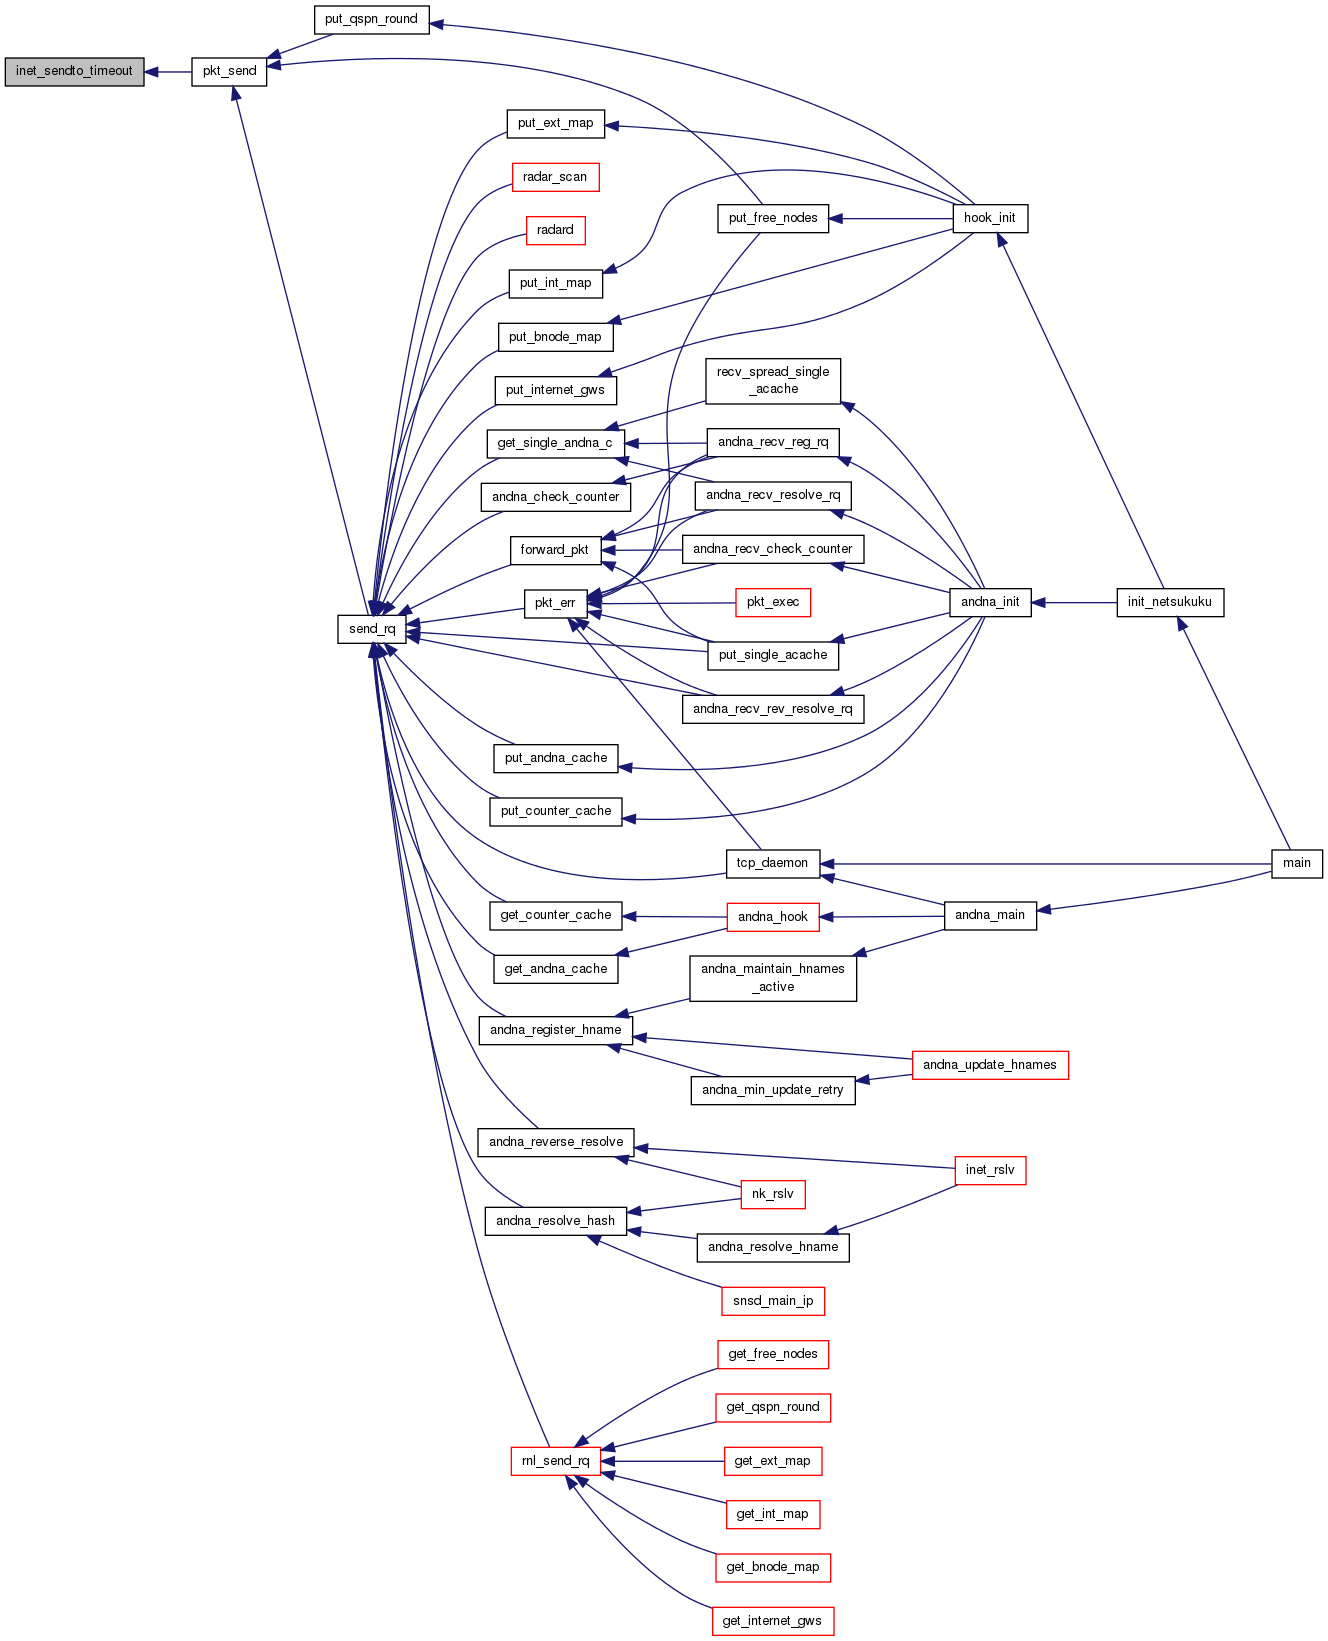 put_qspn_round
inet_sendto_timeout
pkt_send
put_ext_map
radar_scan
put_free_nodes
hook_init
radard
put_int_map
put_bnode_map
recv_spread_single
_acache
put_internet_gws
get_single_andna_c
andna_recv_reg_rq
andna_check_counter
andna_recv_resolve_rq
forward_pkt
andna_recv_check_counter
pkt_err
pkt_exec
andna_init
init_netsukuku
send_rq
put_single_acache
andna_recv_rev_resolve_rq
put_andna_cache
put_counter_cache
tcp_daemon
main
get_counter_cache
andna_hook
andna_main
get_andna_cache
andna_maintain_hnames
_active
andna_register_hname
andna_update_hnames
andna_min_update_retry
andna_reverse_resolve
inet_rslv
nk_rslv
andna_resolve_hash
andna_resolve_hname
snsd_main_ip
get_free_nodes
get_qspn_round
rnl_send_rq
get_ext_map
get_int_map
get_bnode_map
get_internet_gws